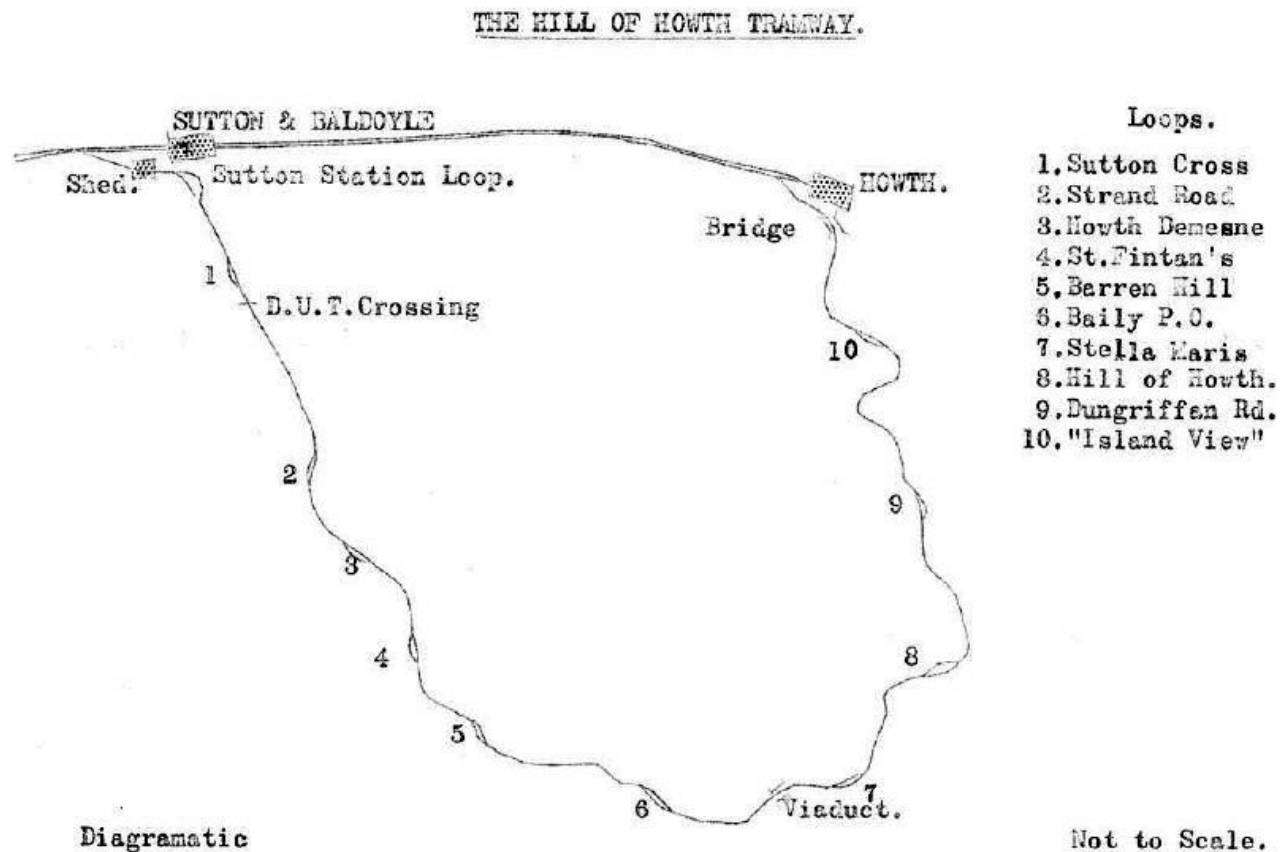 THE HILL OF HOWTH TRAMWAY.
SUTTON & BALDOYLE
Shed.
Sutton Station Loop.
HOWTH.
Bridge
1
D.U.T.Crossing
10
2
9
3
4
8
5
7
6
Viaduct.
Loops.
1.Sutton Cross
2.Strand Road
3.Howth Demesne
4.St.Fintan's
5.Barren Hill
6.Baily P.O.
7.Stella Maris
8.Hill of Howth.
9.Dungriffan Rd.
10."Island View"
Diagramatic
Not to Scale.